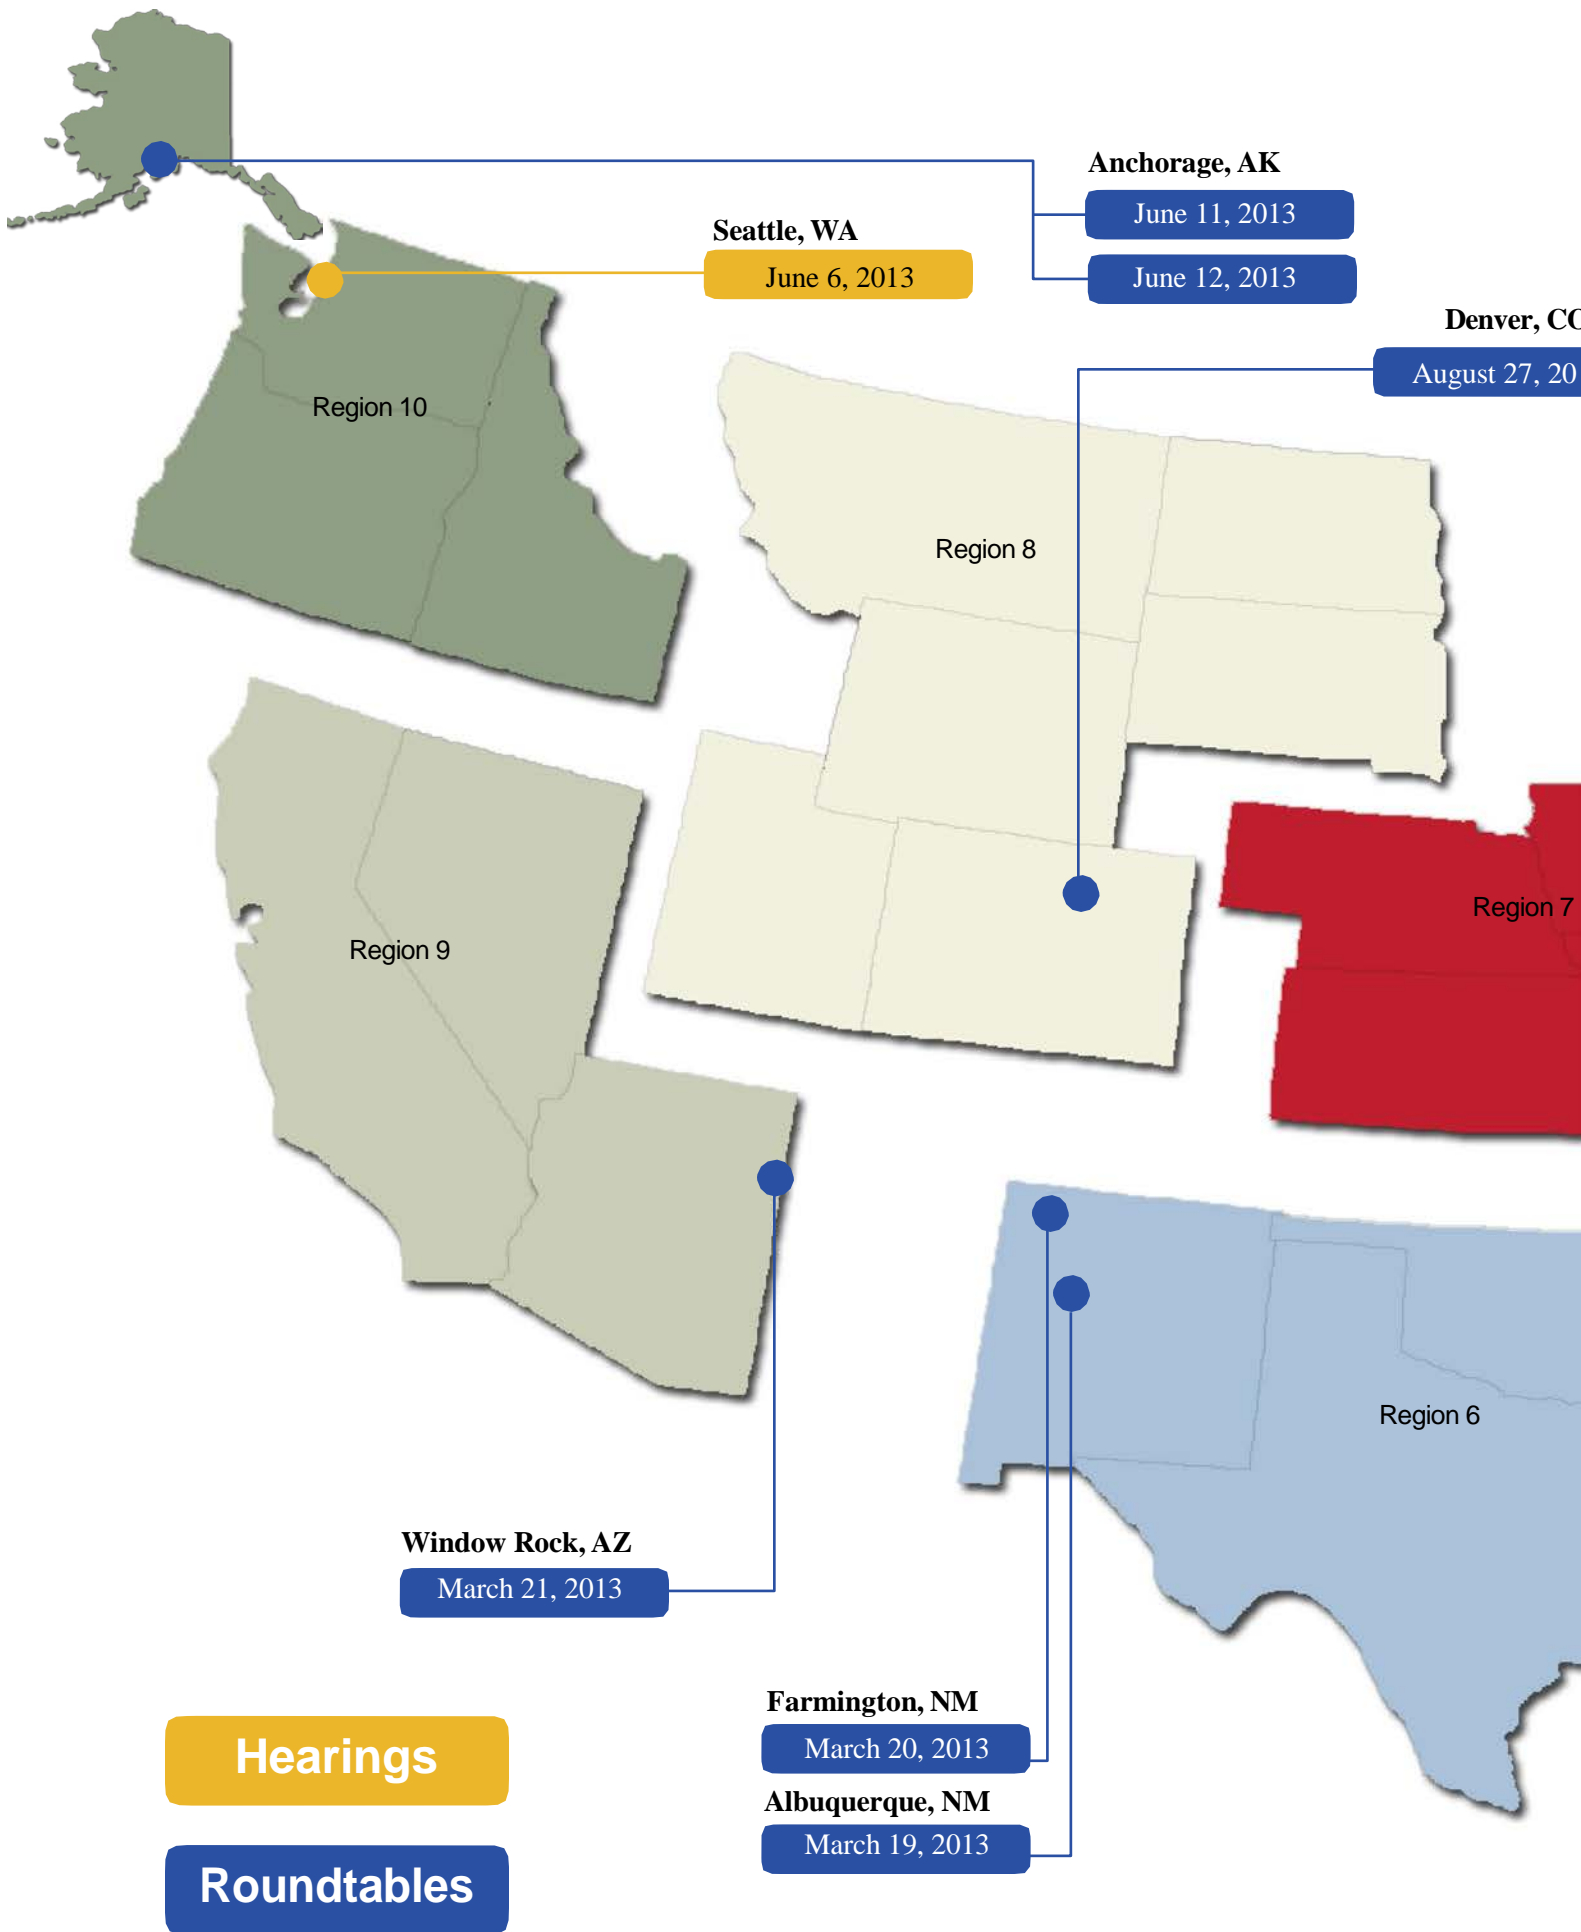 Anchorage, AK
June 11, 2013
Seattle, WA
June 6, 2013
June 12, 2013
Denver, CO
August 27, 20
Region 10
Region 8
Region 7
Region 9
Region 6
Window Rock, AZ
March 21, 2013
Farmington, NM
March 20, 2013
Albuquerque, NM
March 19, 2013
Hearings
Roundtables